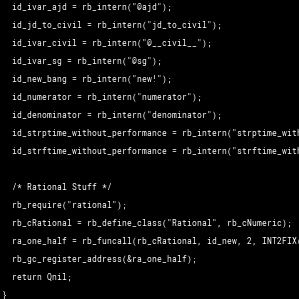 id_ivar_ajd = rb_intern("@ajd");
id_jd_to_civil = rb_intern("jd_to_civil");
id_ivar_civil = rb_intern("@__civil__");
id_ivar_sg = rb_intern("@sg");
id_new_bang = rb_intern("new!");
id_numerator = rb_intern("numerator");
id_denominator = rb_intern("denominator");
id_strptime_without_performance = rb_intern("strptime_with
id_strftime_without_performance = rb_intern("strftime_with
/* Rational Stuff */
rb_require("rational");
rb_cRational = rb_define_class("Rational", rb_cNumeric);
ra_one_half = rb_funcall(rb_cRational, id_new, 2, INT2FIX(
rb_gc_register_address(&ra_one_half);
return Qnil;
}